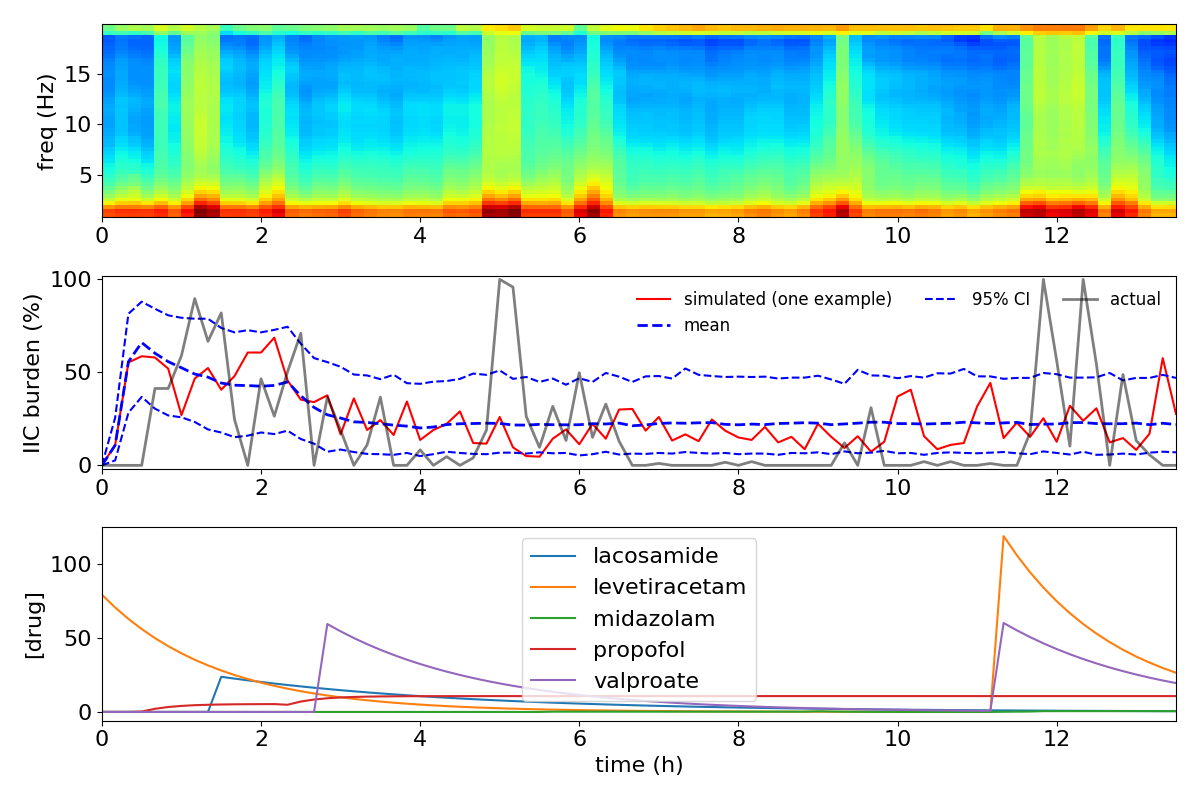 freq (Hz)
15
10
5
0 2 4 6 8 10 12
IIC burden (%)
100
50
0
simulated (one example) 95% CI actual
mean
0 2 4 6 8 10 12
[drug]
100
50
0
lacosamide
levetiracetam
midazolam
propofol
valproate
0 2 4 6 8 10 12
time (h)